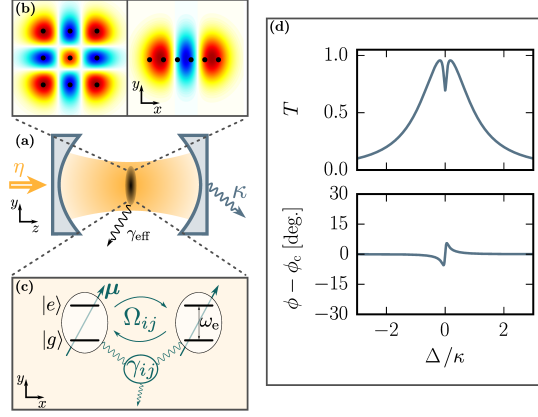 (b)
y
x
y
x
(a)
η
y
z
γeff
κ
(c)
|e⟩
μ
Ωij
ωe
|g⟩
γij
y
x
(d)
1.0
0.5
0.0
T
30
15
0
−15
−30
ϕ − ϕc [deg.]
−2 0 2
Δ/κ